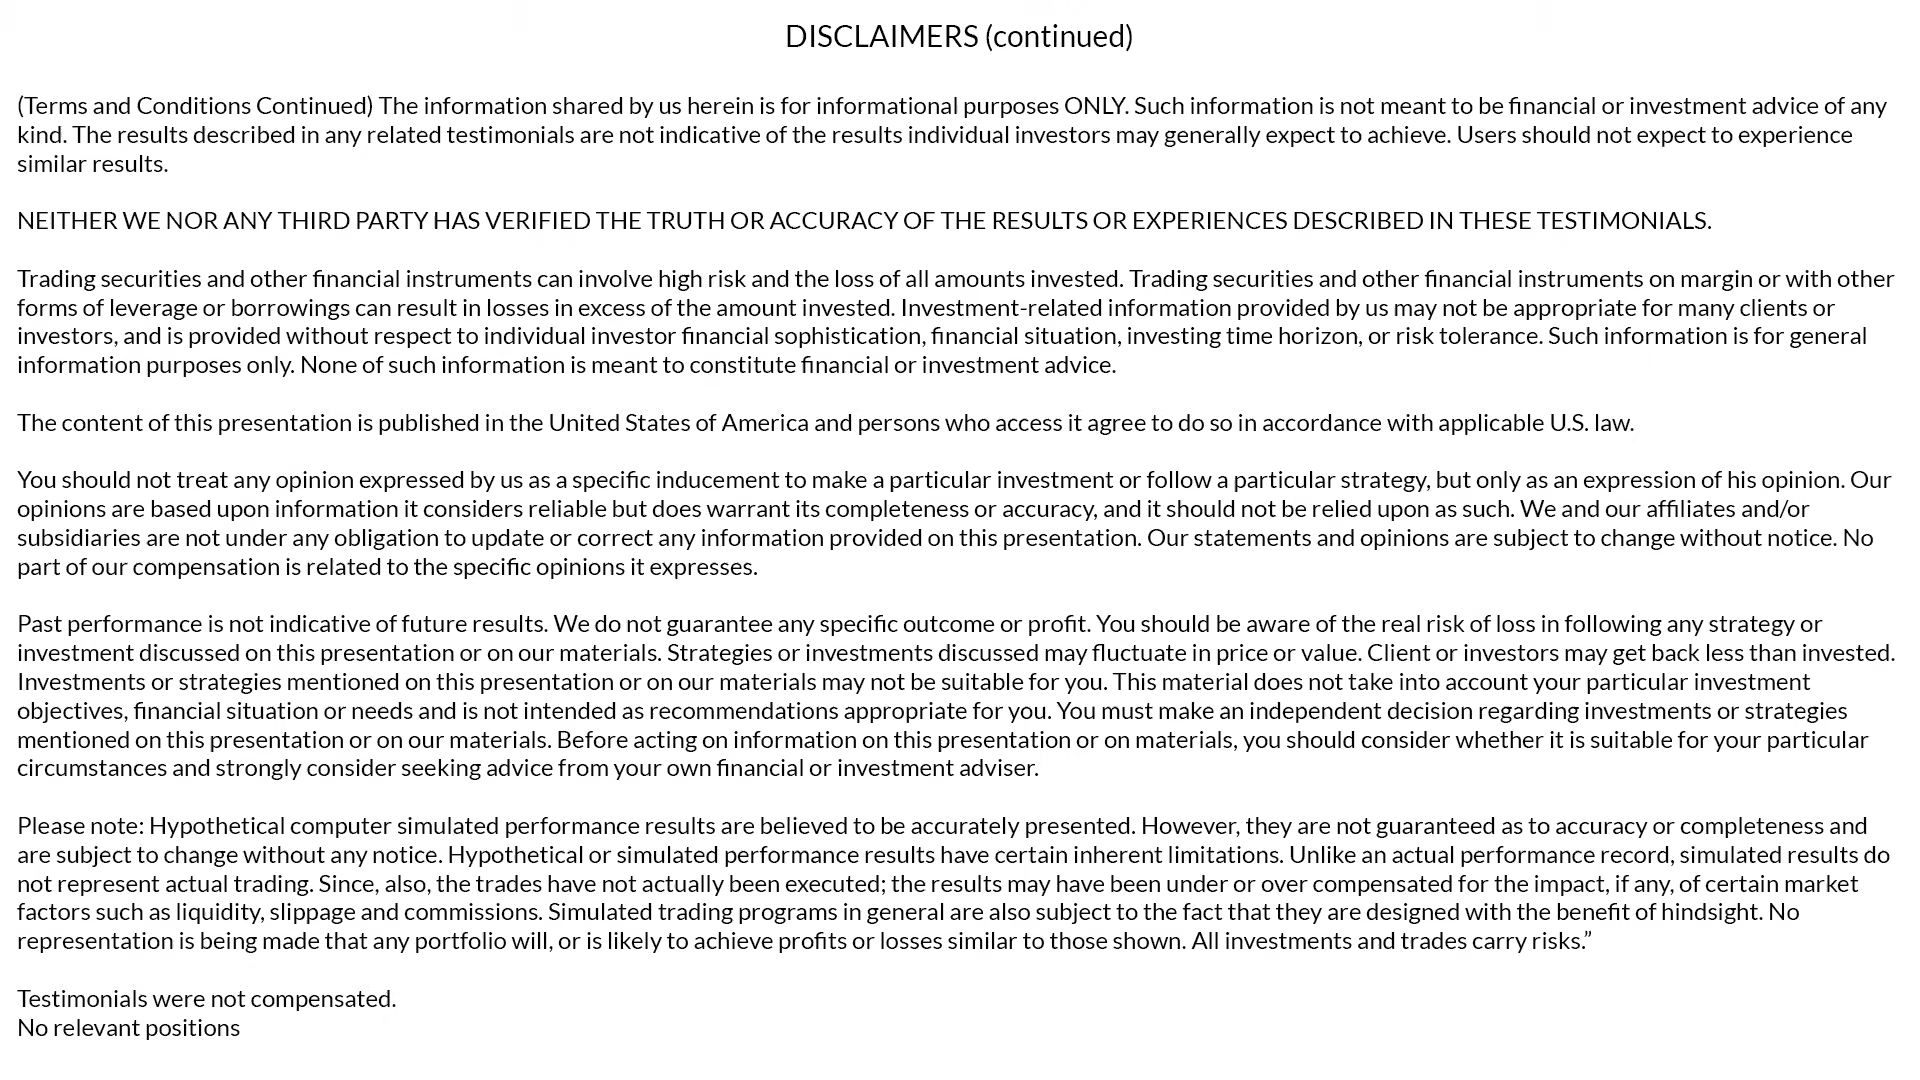 DISCLAIMERS (continued)
(Terms and Conditions Continued) The information shared by us herein is for informational purposes ONLY. Such information is not meant to be financial or investment advice of any
kind. The results described in any related testimonials are not indicative of the results individual investors may generally expect to achieve. Users should not expect to experience
similar results.
NEITHER WE NOR ANY THIRD PARTY HAS VERIFIED THE TRUTH OR ACCURACY OF THE RESULTS OR EXPERIENCES DESCRIBED IN THESE TESTIMONIALS.
Trading securities and other financial instruments can involve high risk and the loss of all amounts invested. Trading securities and other financial instruments on margin or with other
forms of leverage or borrowings can result in losses in excess of the amount invested. Investment-related information provided by us may not be appropriate for many clients or
investors, and is provided without respect to individual investor financial sophistication, financial situation, investing time horizon, or risk tolerance. Such information is for general
information purposes only. None of such information is meant to constitute financial or investment advice.
The content of this presentation is published in the United States of America and persons who access it agree to do so in accordance with applicable U.S. law.
You should not treat any opinion expressed by us as a specific inducement to make a particular investment or follow a particular strategy, but only as an expression of his opinion. Our
opinions are based upon information it considers reliable but does warrant its completeness or accuracy, and it should not be relied upon as such. We and our affiliates and/or
subsidiaries are not under any obligation to update or correct any information provided on this presentation. Our statements and opinions are subject to change without notice. No
part of our compensation is related to the specific opinions it expresses.
Past performance is not indicative of future results. We do not guarantee any specific outcome or profit. You should be aware of the real risk of loss in following any strategy or
investment discussed on this presentation or on our materials. Strategies or investments discussed may fluctuate in price or value. Client or investors may get back less than invested.
Investments or strategies mentioned on this presentation or on our materials may not be suitable for you. This material does not take into account your particular investment
objectives, financial situation or needs and is not intended as recommendations appropriate for you. You must make an independent decision regarding investments or strategies
mentioned on this presentation or on our materials. Before acting on information on this presentation or on materials, you should consider whether it is suitable for your particular
circumstances and strongly consider seeking advice from your own financial or investment adviser.
Please note: Hypothetical computer simulated performance results are believed to be accurately presented. However, they are not guaranteed as to accuracy or completeness and
are subject to change without any notice. Hypothetical or simulated performance results have certain inherent limitations. Unlike an actual performance record, simulated results do
not represent actual trading. Since, also, the trades have not actually been executed; the results may have been under or over compensated for the impact, if any, of certain market
factors such as liquidity, slippage and commissions. Simulated trading programs in general are also subject to the fact that they are designed with the benefit of hindsight. No
representation is being made that any portfolio will, or is likely to achieve profits or losses similar to those shown. All investments and trades carry risks.”
Testimonials were not compensated.
No relevant positions